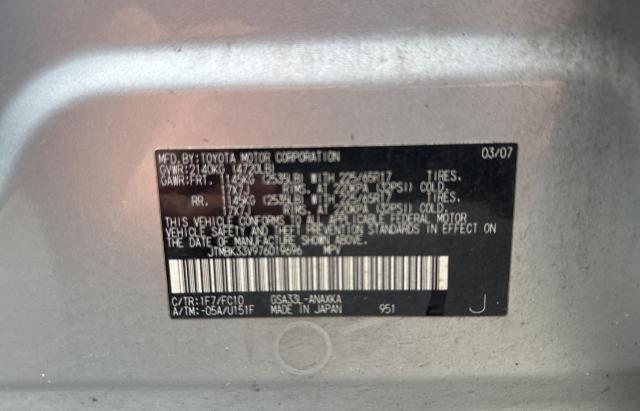 MFD.BY:TOYOTA MOTOR CORPORATION 03/07
GVWR:2140KG (4720LB)
GAWR:FRT. 1145KG (2535LB) WITH 225/65R17 TIRES.
17X7J RIMS, AT 220KPA (32PSI) COLD.
RR. 1145KG (2535LB) WITH 225/65R17 TIRES.
17X7J RIMS, AT 220KPA (32PSI) COLD.
THIS VEHICLE CONFORMS TO ALL APPLICABLE FEDERAL MOTOR
VEHICLE SAFETY AND THEFT PREVENTION STANDARDS IN EFFECT ON
THE DATE OF MANUFACTURE SHOWN ABOVE.
JTMBK33V976019696 MPV
C/TR:1F7/FC10 GSA33L-ANAXKA
A/TM:-05A/U151F MADE IN JAPAN 951 J